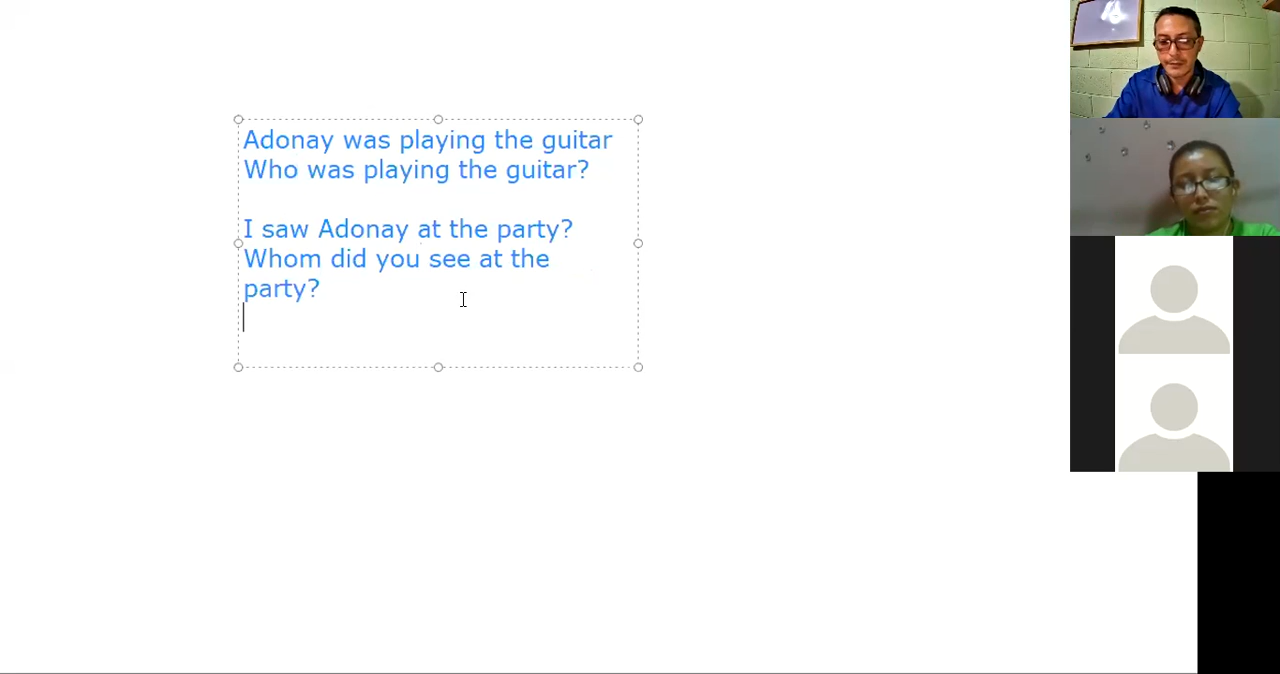 Adonay was playing the guitar
Who was playing the guitar?
I saw Adonay at the party?
Whom did you see at the
party?